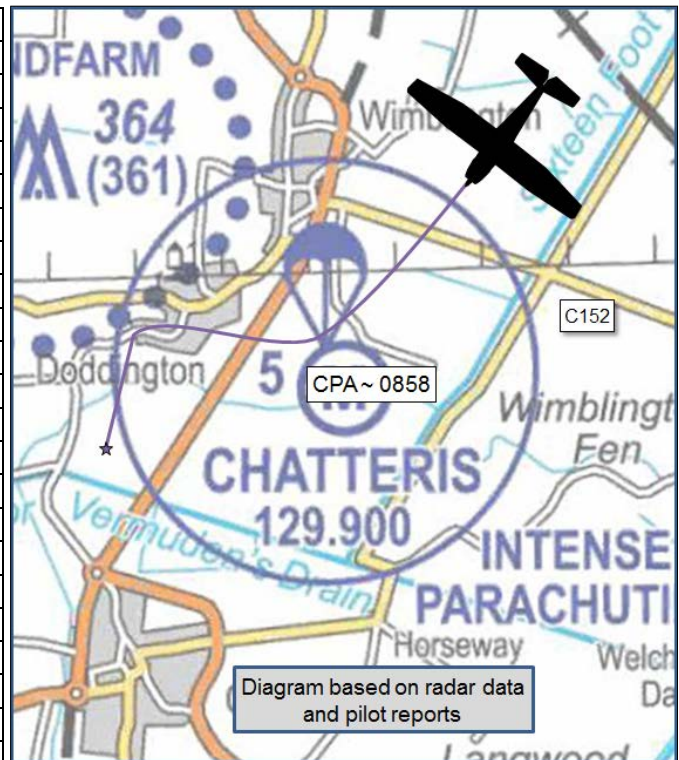 NDFARM
364
(361)
Wimblington
Sixteen Foot
C152
Doddington
5
CPA~ 0858
Wimblingt
Fen
CHATTERIS
129.900
Vermuden's Drain
INTENSE
PARACHUTI
Horseway
Welch
Da
Diagram based on radar data
and pilot reports
Langwood